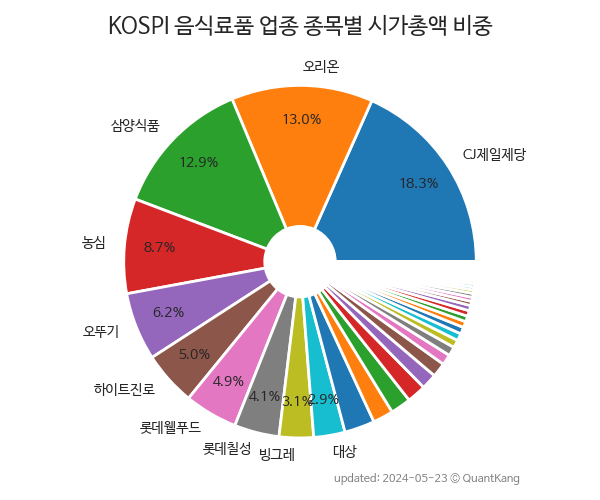 KOSPI 음식료품 업종 종목별 시가총액 비중
오리온
13.0%
삼양식품
12.9%
CJ제일제당
18.3%
농심
8.7%
오뚜기
6.2%
하이트진로
5.0%
롯데웰푸드
4.9%
롯데칠성
4.1%
빙그레
3.1%
대상
2.9%
updated: 2024-05-23 © QuantKang